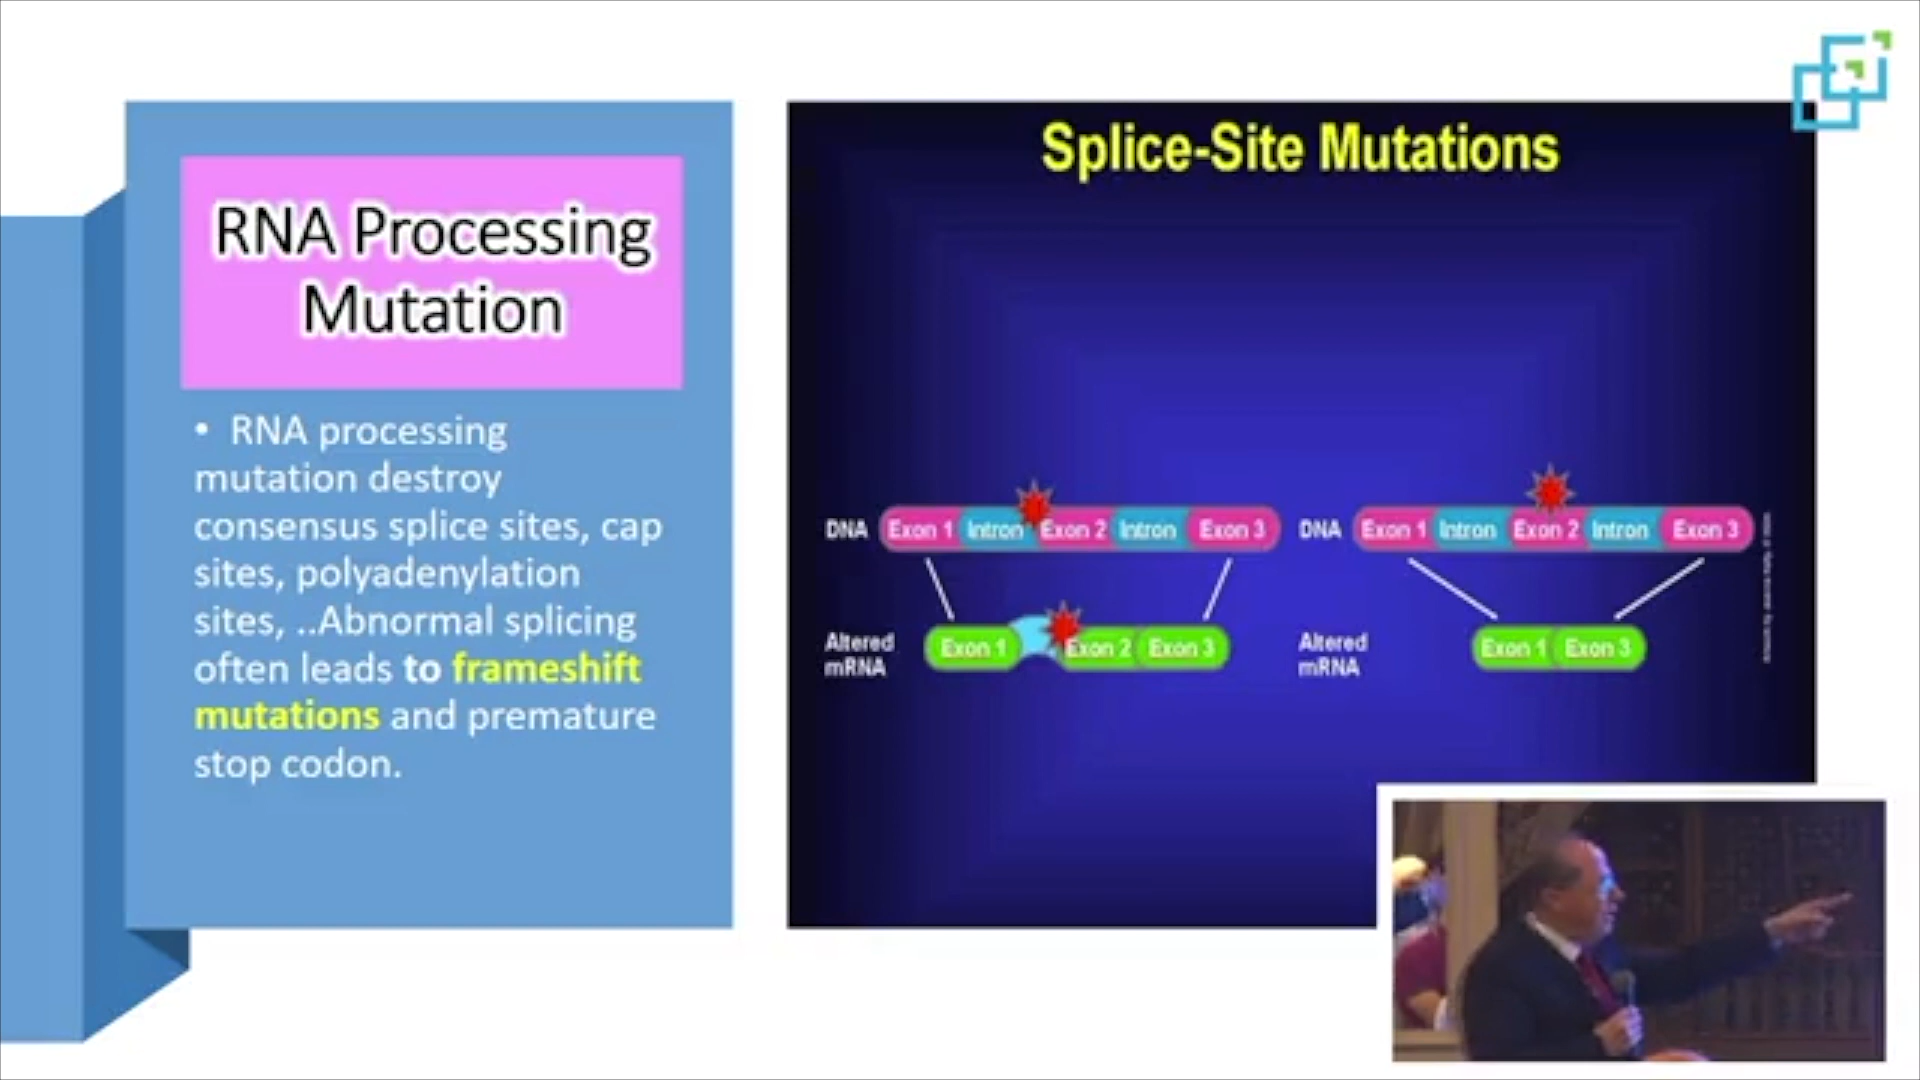 RNA Processing
Mutation
• RNA processing
mutation destroy
consensus splice sites, cap
sites, polyadenylation
sites, ..Abnormal splicing
often leads to frameshift
mutations and premature
stop codon.
Splice-Site Mutations
DNA Exon 1 Intron Exon 2 Intron Exon 3
Altered
mRNA
Exon 1 Exon 2 Exon 3
DNA Exon 1 Intron Exon 2 Intron Exon 3
Altered
mRNA
Exon 1 Exon 3